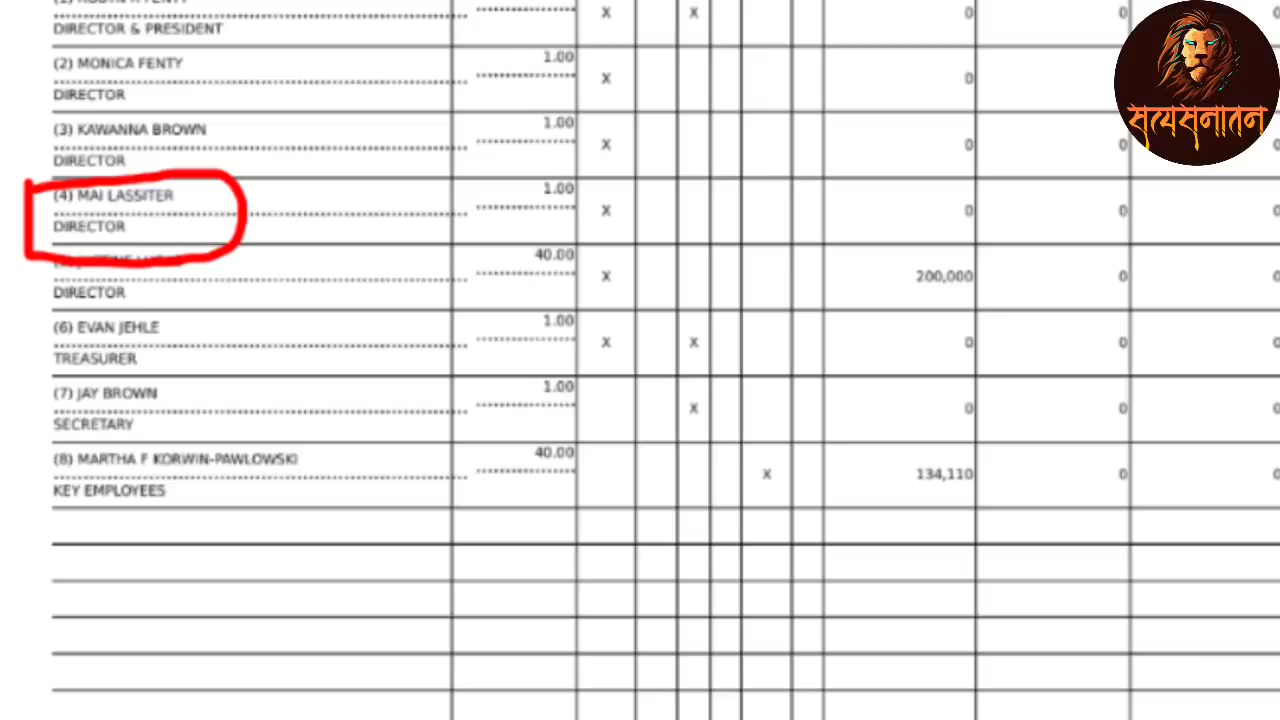 DIRECTOR & PRESIDENT
X X 0 0 0
(2) MONICA FENTY 1.00
DIRECTOR X 0
(3) KAWANNA BROWN 1.00
DIRECTOR X 0 0 0
(4) MAI LASSITER 1.00
DIRECTOR X 0 0 0
40.00
DIRECTOR X 200,000 0 0
(6) EVAN JEHLE 1.00
TREASURER X X 0 0 0
(7) JAY BROWN 1.00
SECRETARY X 0 0 0
(8) MARTHA F KORWIN-PAWLOWSKI 40.00
KEY EMPLOYEES X 134,110 0 0
सत्यसनातन